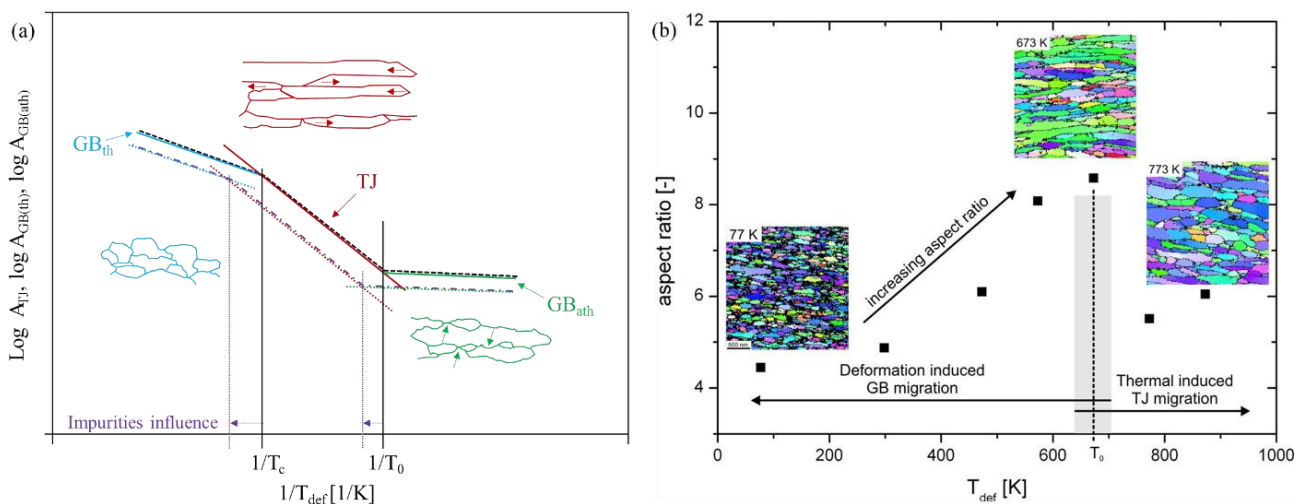 (a)
Log A_TJ, log A_GB(th), log A_GB(ath)
GB_th
TJ
GB_ath
Impurities influence
1/T_c
1/T_0
1/T_def [1/K]
(b)
aspect ratio [-]
12
10
8
6
4
673 K
773 K
77 K
500 nm
increasing aspect ratio
Deformation induced
GB migration
Thermal induced
TJ migration
0
200
400
600
T_0
800
1000
T_def [K]